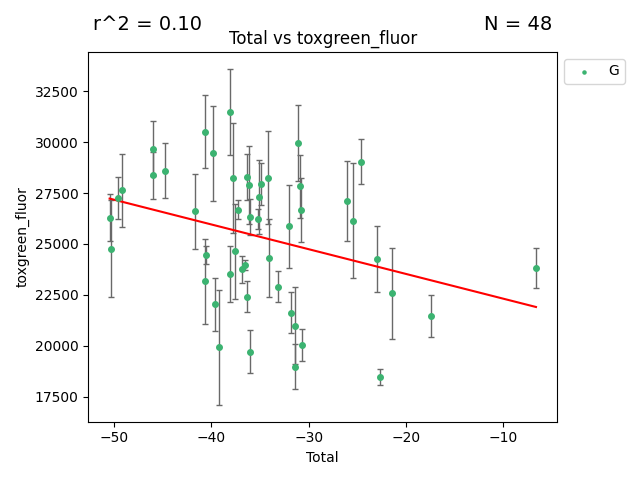 r^2 = 0.10
N = 48
Total vs toxgreen_fluor
G
toxgreen_fluor
32500
30000
27500
25000
22500
20000
17500
−50
−40
−30
−20
−10
Total